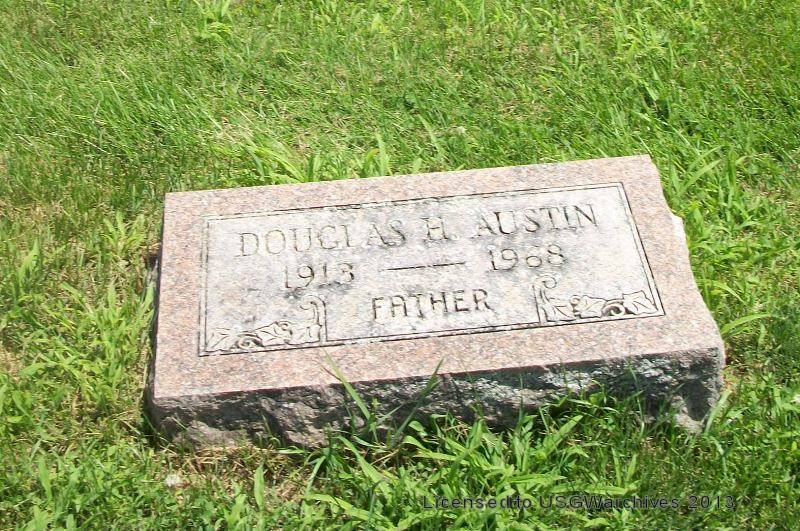 DOUGLAS H. AUSTIN
1913 — 1968
FATHER
Licensed to USGWarchives 2013